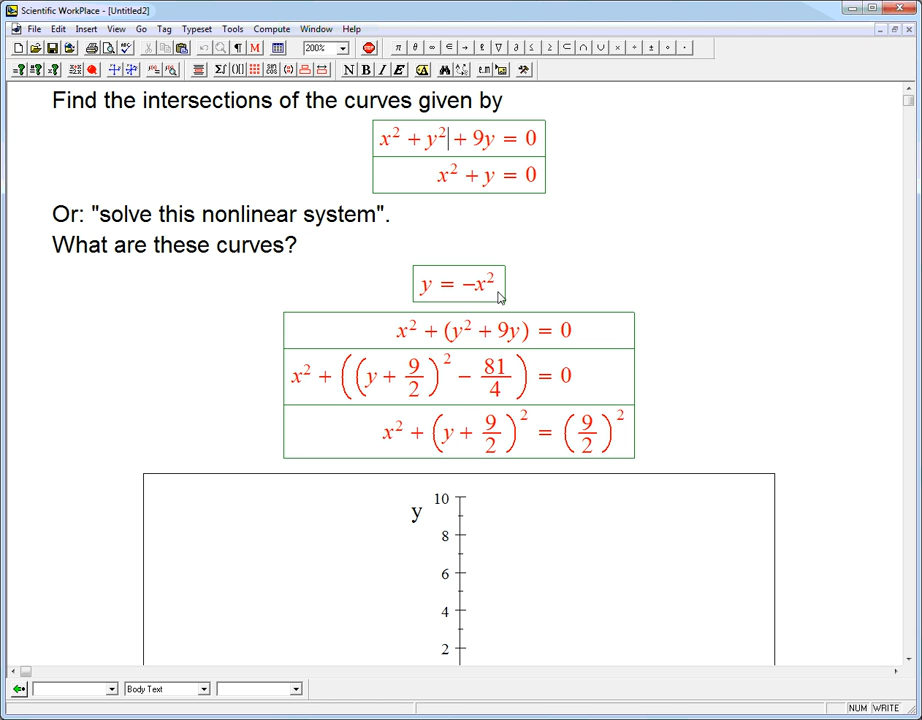 Scientific WorkPlace - [Untitled2]
File Edit Insert View Go Tag Typeset Tools Compute Window Help
200%
Find the intersections of the curves given by
x² + y² + 9y = 0
x² + y = 0
Or: "solve this nonlinear system".
What are these curves?
y = −x²
x² + (y² + 9y) = 0
x² + ((y + 9/2)² − 81/4) = 0
x² + (y + 9/2)² = (9/2)²
y 10
8
6
4
2
Body Text
NUM WRITE